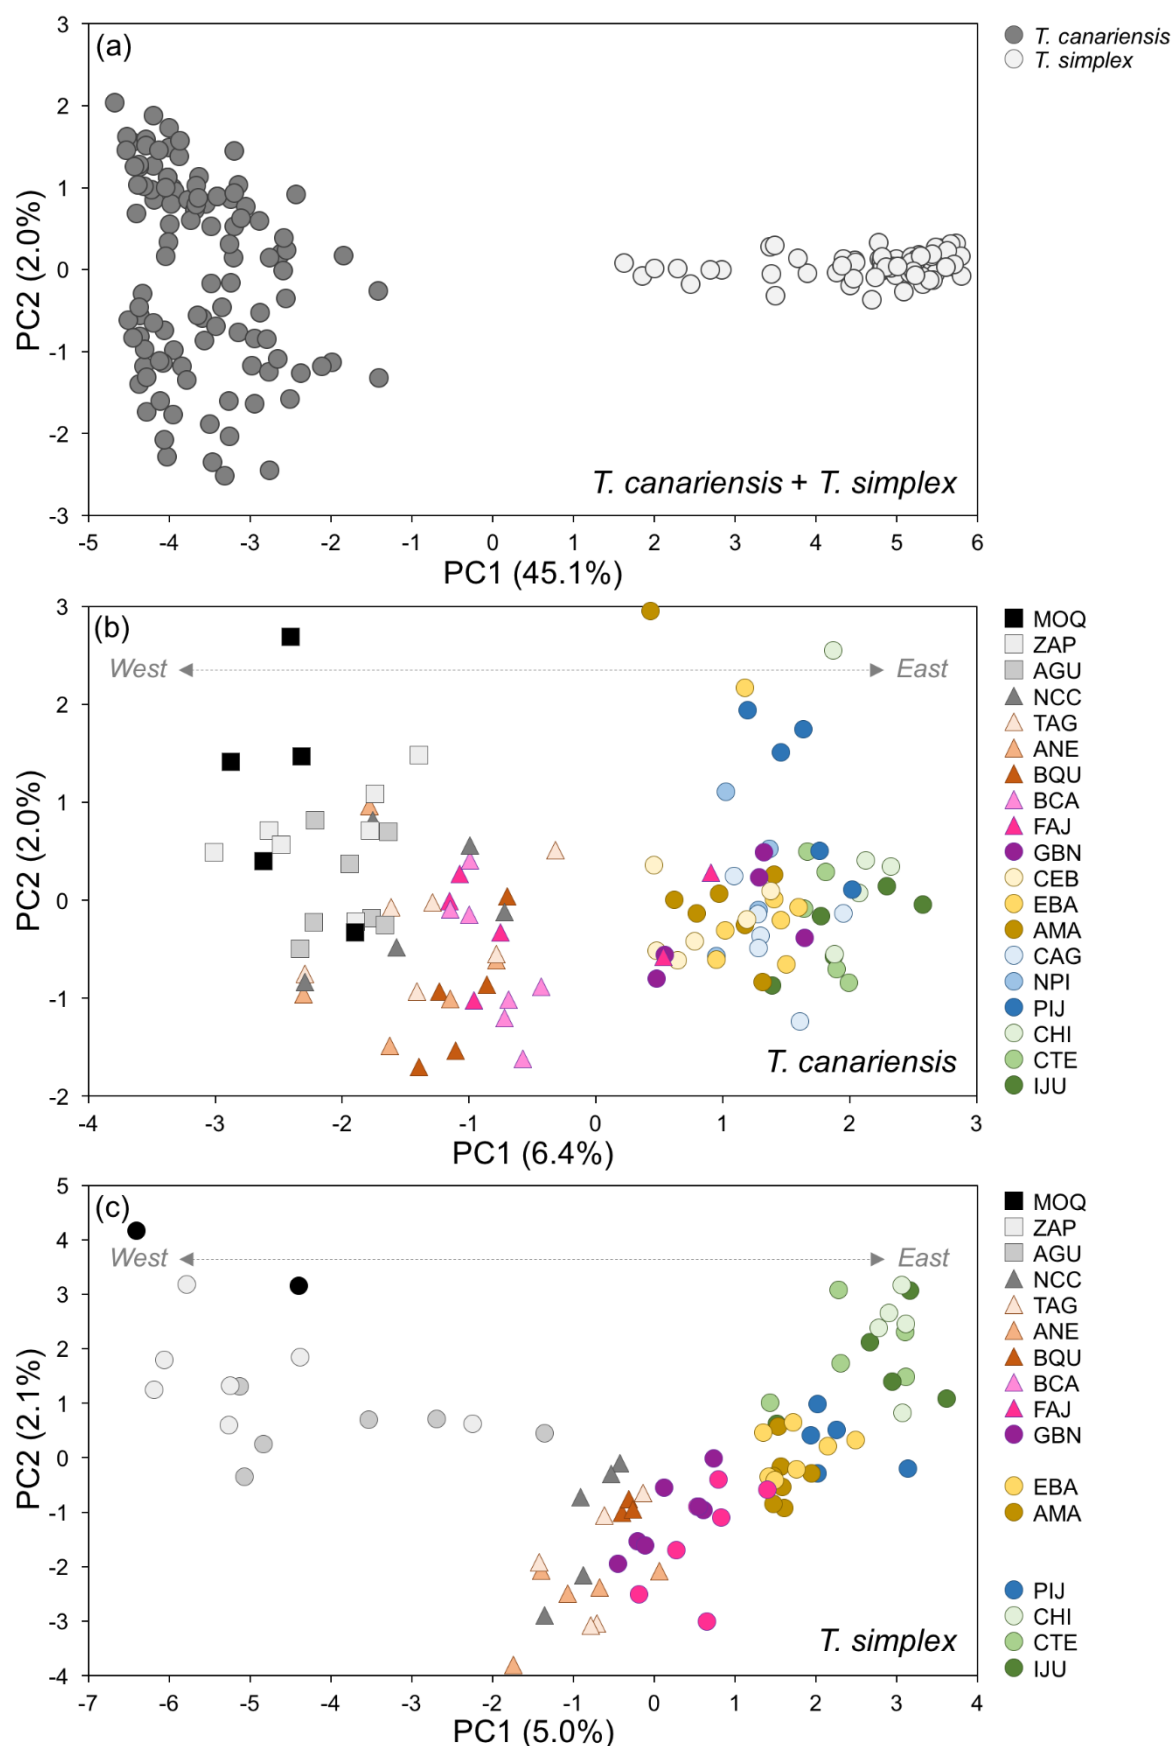 (a)
T. canariensis
T. simplex
3
2
1
0
-1
-2
-3
PC2 (2.0%)
T. canariensis + T. simplex
-5 -4 -3 -2 -1 0 1 2 3 4 5 6
PC1 (45.1%)
(b)
West East
3
2
1
0
-1
-2
PC2 (2.0%)
T. canariensis
-4 -3 -2 -1 0 1 2 3
PC1 (6.4%)
MOQ
ZAP
AGU
NCC
TAG
ANE
BQU
BCA
FAJ
GBN
CEB
EBA
AMA
CAG
NPI
PIJ
CHI
CTE
IJU
(c)
West East
5
4
3
2
1
0
-1
-2
-3
-4
PC2 (2.1%)
T. simplex
-7 -6 -5 -4 -3 -2 -1 0 1 2 3 4
PC1 (5.0%)
MOQ
ZAP
AGU
NCC
TAG
ANE
BQU
BCA
FAJ
GBN
EBA
AMA
PIJ
CHI
CTE
IJU